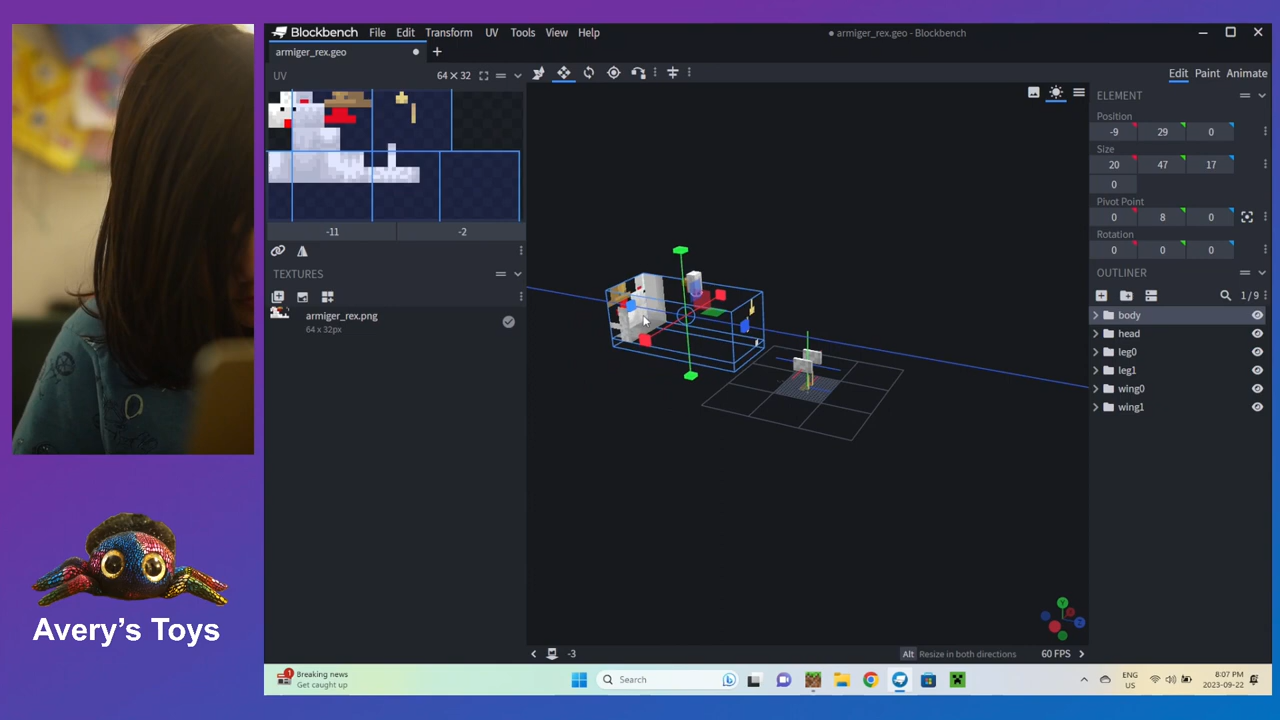 Blockbench
File Edit Transform UV Tools View Help
armiger_rex.geo - Blockbench
armiger_rex.geo
UV
64 × 32
Edit Paint Animate
ELEMENT
Position
-9 29 0
Size
20 47 17
0
Pivot Point
0 8 0
Rotation
0 0 0
-11 -2
TEXTURES
armiger_rex.png
64 x 32px
OUTLINER
1/9
body
head
leg0
leg1
wing0
wing1
-3
Alt Resize in both directions
60 FPS
Avery's Toys
1
Breaking news
Get caught up
Search
ENG
US
8:07 PM
2023-09-22